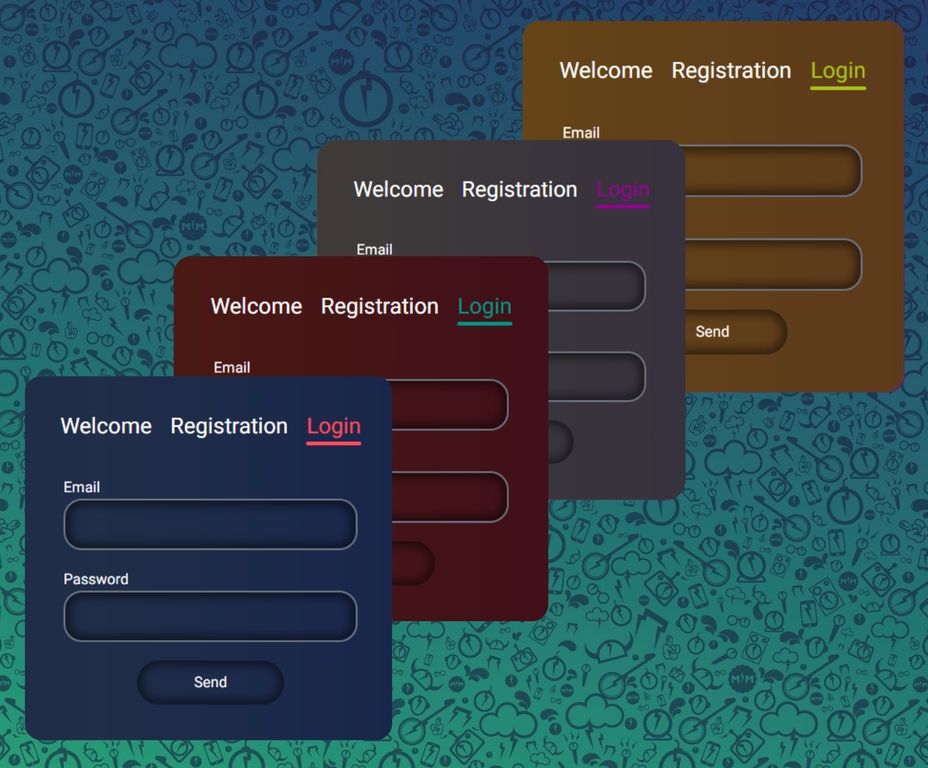 Welcome Registration Login
Email
Send
Welcome Registration Login
Email
Welcome Registration Login
Email
Welcome Registration Login
Email
Password
Send